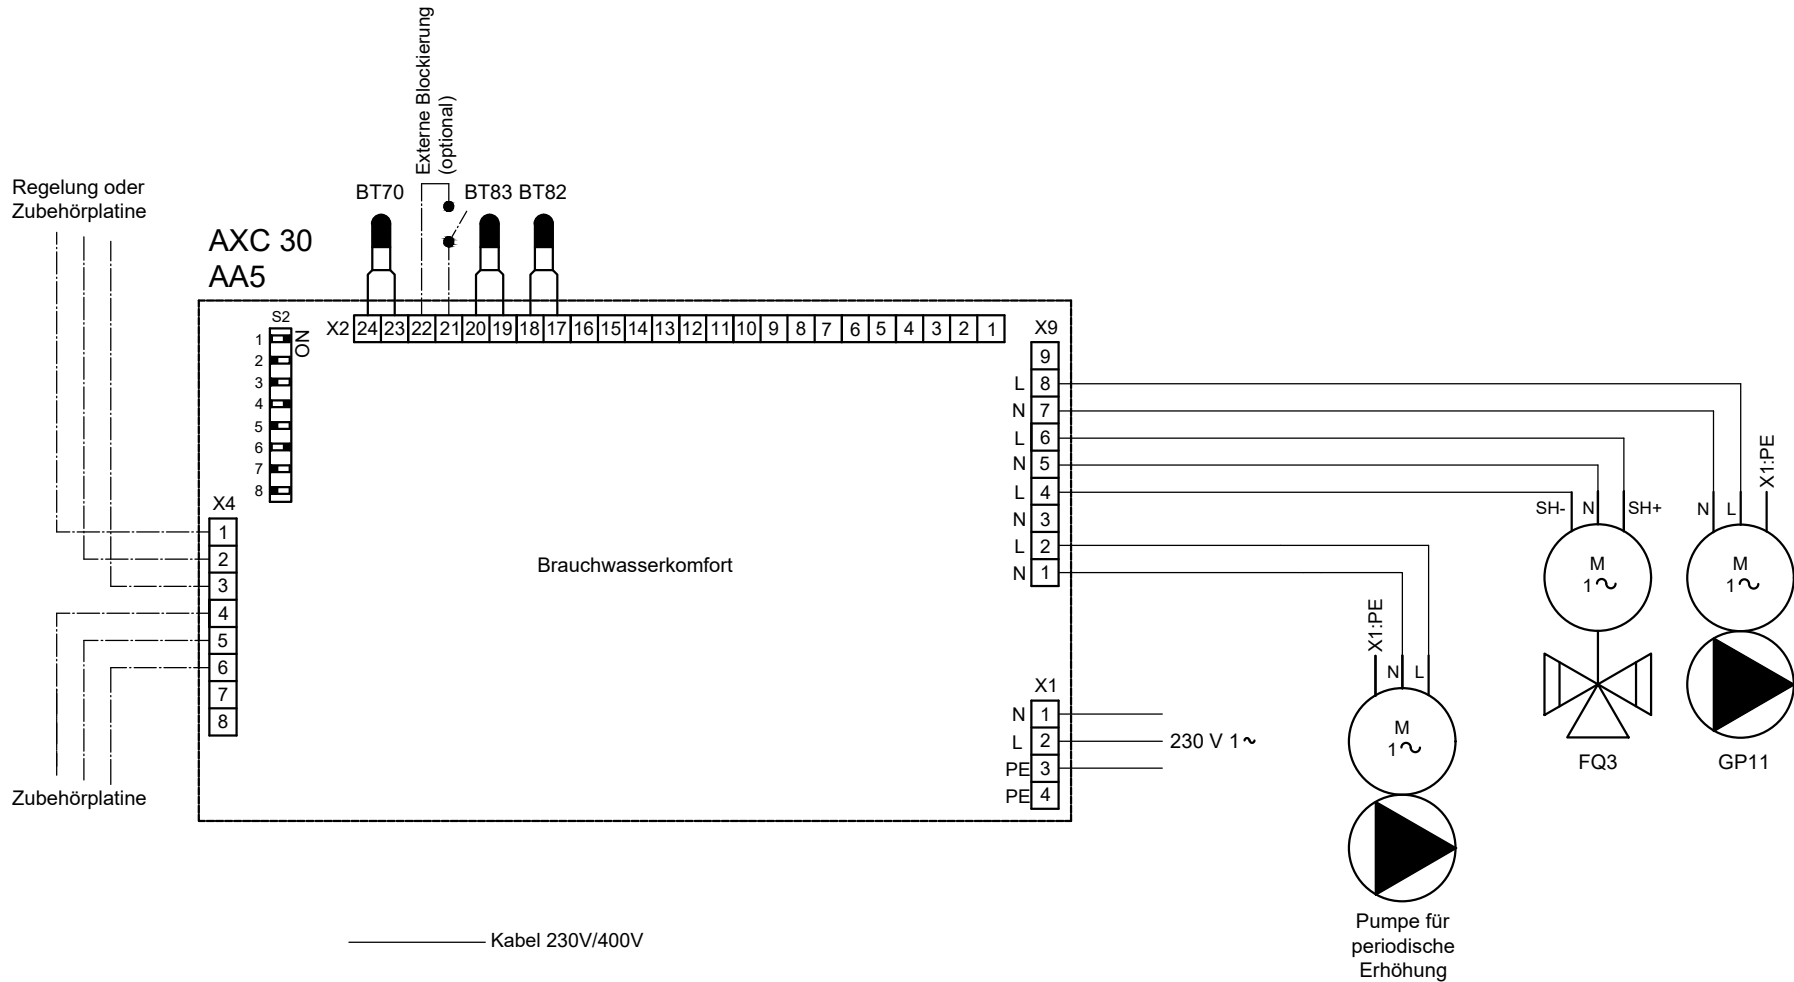 Externe Blockierung
(optional)
Regelung oder
Zubehörplatine
BT70
BT83 BT82
AXC 30
AA5
S2
ON
1
2
3
4
5
6
7
8
X2 24 23 22 21 20 19 18 17 16 15 14 13 12 11 10 9 8 7 6 5 4 3 2 1
X9
9
L 8
N 7
L 6
N 5
L 4
N 3
L 2
N 1
X4
1
2
3
4
5
6
7
8
Brauchwasserkomfort
SH- N SH+
M
1~
FQ3
N L X1:PE
M
1~
GP11
X1:PE N L
M
1~
Pumpe für
periodische
Erhöhung
X1
N 1
L 2
PE 3
PE 4
230 V 1~
Zubehörplatine
Kabel 230V/400V